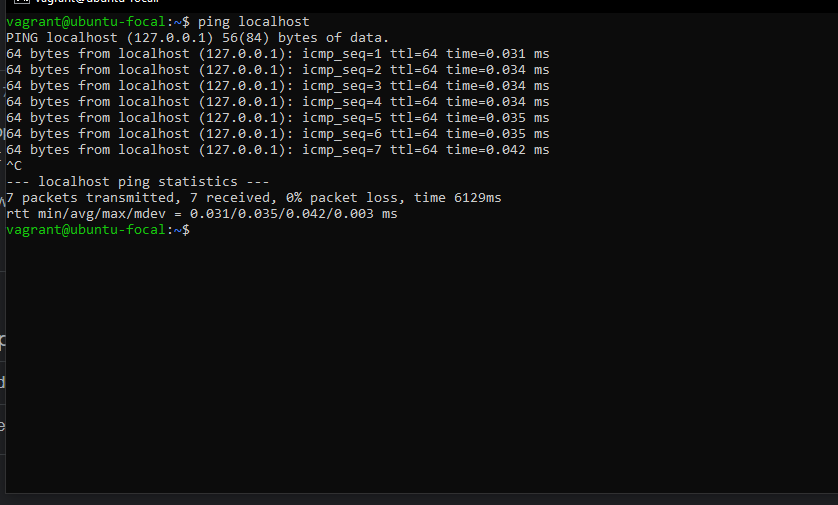 vagrant@ubuntu-focal:~$ ping localhost
PING localhost (127.0.0.1) 56(84) bytes of data.
64 bytes from localhost (127.0.0.1): icmp_seq=1 ttl=64 time=0.031 ms
64 bytes from localhost (127.0.0.1): icmp_seq=2 ttl=64 time=0.034 ms
64 bytes from localhost (127.0.0.1): icmp_seq=3 ttl=64 time=0.034 ms
64 bytes from localhost (127.0.0.1): icmp_seq=4 ttl=64 time=0.034 ms
64 bytes from localhost (127.0.0.1): icmp_seq=5 ttl=64 time=0.035 ms
64 bytes from localhost (127.0.0.1): icmp_seq=6 ttl=64 time=0.035 ms
64 bytes from localhost (127.0.0.1): icmp_seq=7 ttl=64 time=0.042 ms
^C
--- localhost ping statistics ---
7 packets transmitted, 7 received, 0% packet loss, time 6129ms
rtt min/avg/max/mdev = 0.031/0.035/0.042/0.003 ms
vagrant@ubuntu-focal:~$